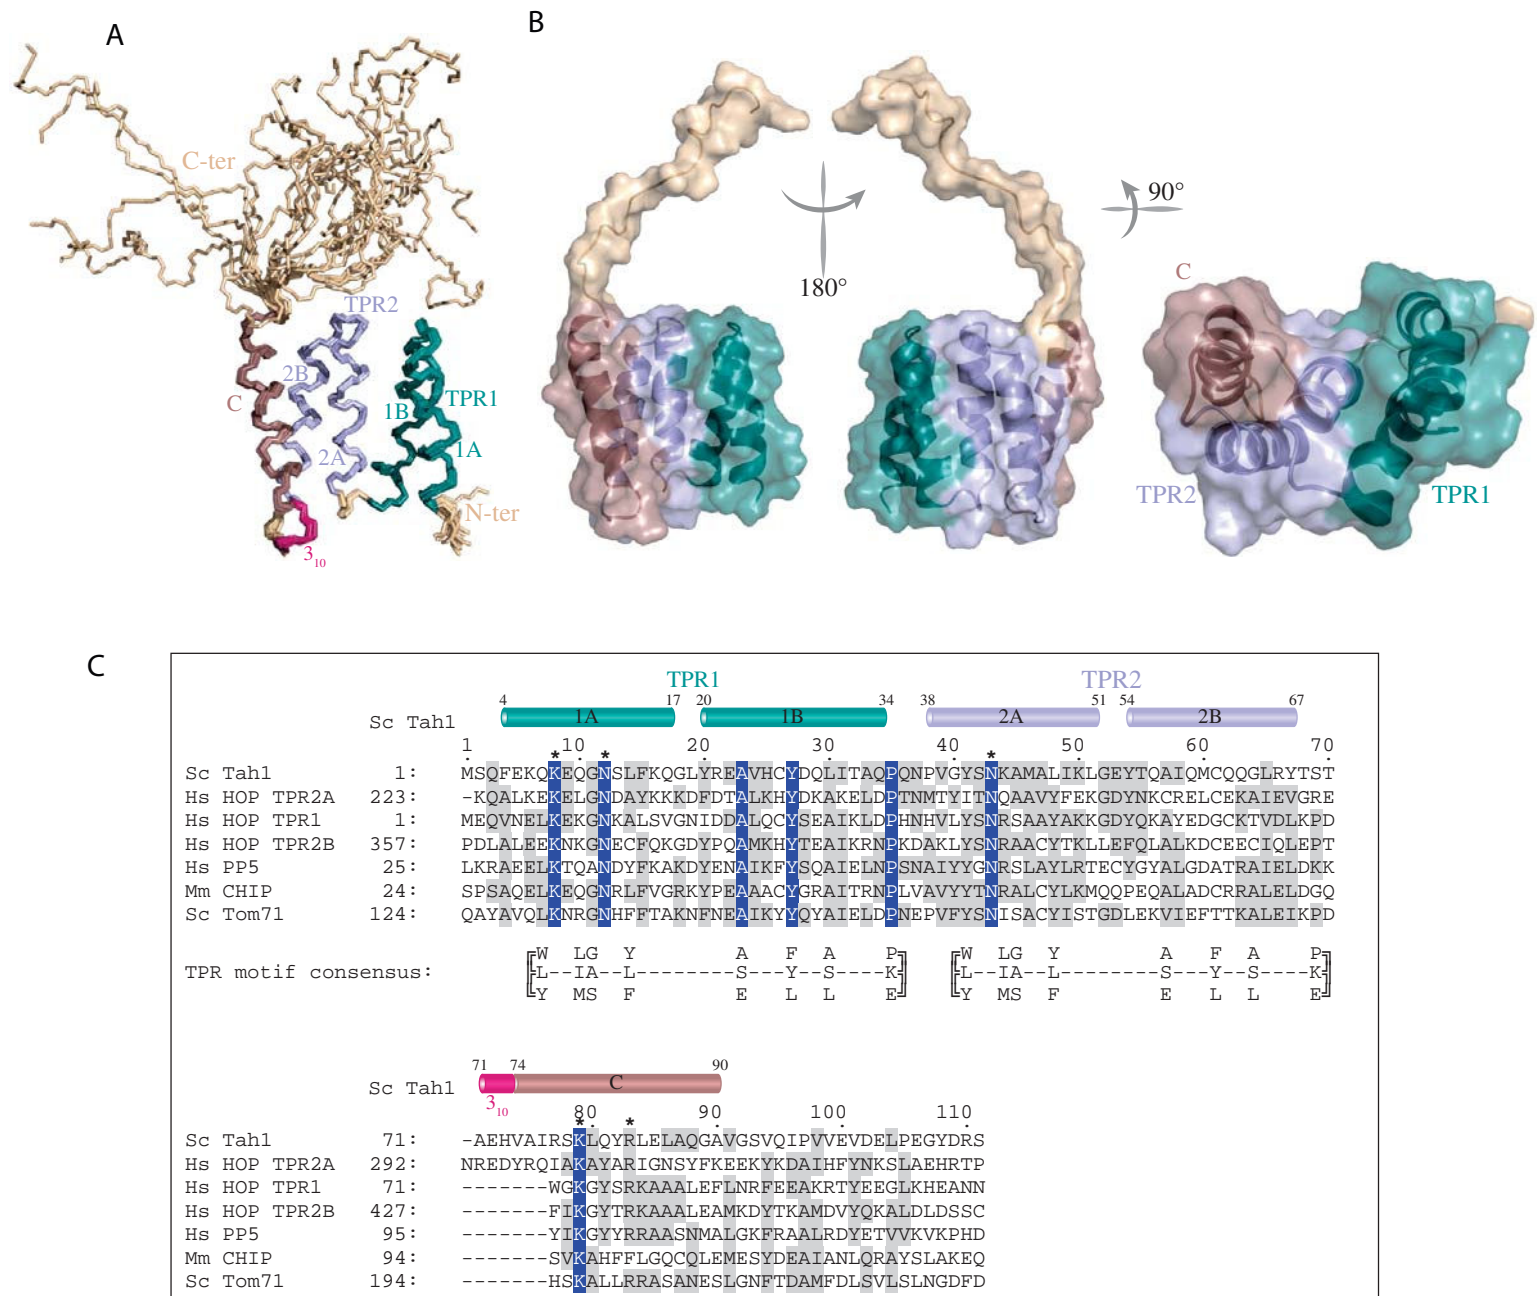 A
B
C-ter
TPR2
2B
C
1B
TPR1
2A
1A
N-ter
3₁₀
180°
90°
C
TPR2
TPR1
C
TPR1 TPR2
4 17 20 34 38 51 54 67
Sc Tah1 1A 1B 2A 2B
1 10 20 30 40 50 60 70
* * *
Sc Tah1 1: MSQFEKQKEQGNSLFKQGLYREAVHCYDQLITAQPQNPVGYSNKAMALIKLGEYTQAIQMCQQGLRYTST
Hs HOP TPR2A 223: -KQALKEKELGNDAYKKKDFDTALKHYDKAKELDPTNMTYITNQAAVYFEKGDYNKCRELCEKAIEVGRE
Hs HOP TPR1 1: MEQVNELKEKGNKALSVGNIDDALQCYSEAIKLDPHNHVLYSNRSAAYAKKGDYQKAYEDGCKTVDLKPD
Hs HOP TPR2B 357: PDLALEEKNKGNECFQKGDYPQAMKHYTEAIKRNPKDAKLYSNRAACYTKLLEFQLALKDCEECIQLEPT
Hs PP5 25: LKRAEELKTQANDYFKAKDYENAIKFYSQAIELNPSNAIYYGNRSLAYLRTECYGYALGDATRAIELDKK
Mm CHIP 24: SPSAQELKEQGNRLFVGRKYPEAAACYGRAITRNPLVAVYYTNRALCYLKMQQPEQALADCRRALELDGQ
Sc Tom71 124: QAYAVQLKNRGNHFFTAKNFNEAIKYYQYAIELDPNEPVFYSNISACYISTGDLEKVIEFTTKALEIKPD
W LG Y A F A P W LG Y A F A P
TPR motif consensus: L--IA--L--------S---Y--S----K L--IA--L--------S---Y--S----K
Y MS F E L L E Y MS F E L L E
71 74 90
Sc Tah1 C
3₁₀
80 90 100 110
* *
Sc Tah1 71: -AEHVAIRSKLQYRLELAQGAVGSVQIPVVEVDELPEGYDRS
Hs HOP TPR2A 292: NREDYRQIAKAYARIGNSYFKEEKYKDAIHFYNKSLAEHRTP
Hs HOP TPR1 71: -------WGKGYSRKAAALEFLNRFEEAKRTYEEGLKHEANN
Hs HOP TPR2B 427: -------FIKGYTRKAAALEAMKDYTKAMDVYQKALDLDSSC
Hs PP5 95: -------YIKGYYRRAASNMALGKFRAALRDYETVVKVKPHD
Mm CHIP 94: -------SVKAHFFLGQCQLEMESYDEAIANLQRAYSLAKEQ
Sc Tom71 194: -------HSKALLRRASANESLGNFTDAMFDLSVLSLNGDFD